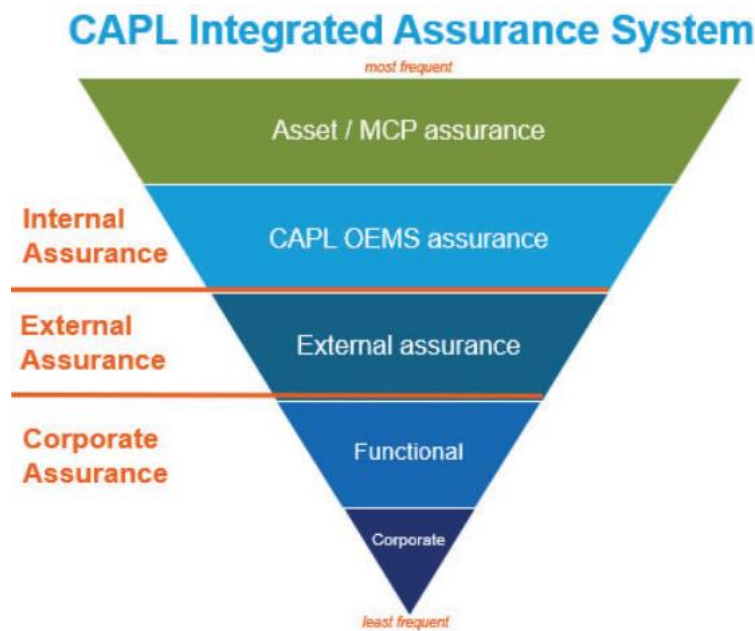 CAPL Integrated Assurance System
most frequent
Asset / MCP assurance
Internal
Assurance
CAPL OEMS assurance
External
Assurance
External assurance
Corporate
Assurance
Functional
Corporate
least frequent